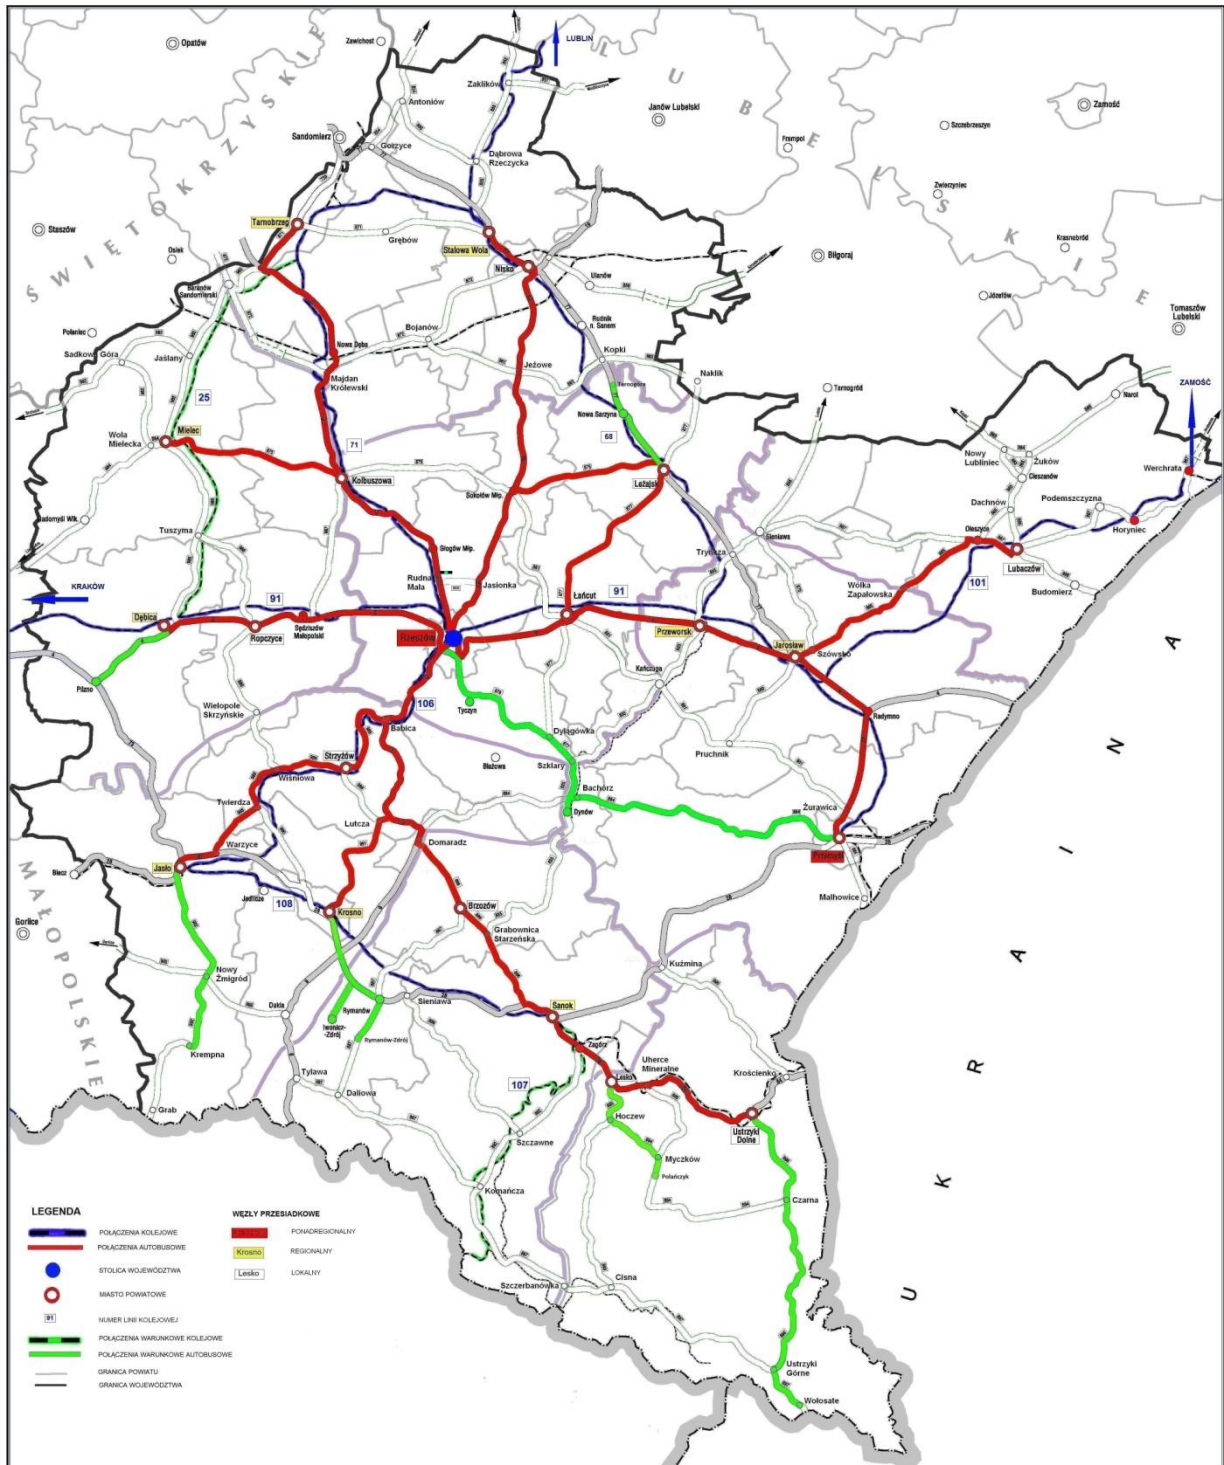 LUBLIN
Opatów
Zawichost
Zaklików
Antoniów
Janów Lubelski
Zamość
Szczebrzeszyn
Sandomierz
Gorzyce
Frampol
Dąbrowa
Rzeczycka
Zwierzyniec
ŚWIĘTOKRZYSKIE
LUBELSKIE
Tarnobrzeg
Grębów
Stalowa Wola
Staszów
Osiek
Nisko
Krasnobród
Biłgoraj
Baranów
Sandomierski
Ulanów
Józefów
Połaniec
Bojanów
Rudnik
n. Sanem
Tomaszów
Lubelski
Sadkowa Góra
Jaślany
Nowa Dęba
Majdan
Królewski
Jeżowe
Kopki
Naklik
Tarnogóra
Tarnogród
ZAMOŚĆ
Narol
25
Nowa Sarzyna
68
Wola
Mielecka
Mielec
71
Nowy
Lubliniec
Żuków
Cieszanów
Werchrata
Kolbuszowa
Leżajsk
Sokołów Młp.
Radomyśl Wlk.
Tuszyma
Dachnów
Podemszczyzna
Horyniec
Sieniawa
Oleszyce
Głogów Młp.
Tryńcza
Lubaczów
Rudna
Mała
Jasionka
Wólka
Zapałowska
101
Budomierz
KRAKÓW
91
Łańcut
91
Dębica
Ropczyce
Sędziszów
Małopolski
Rzeszów
Przeworsk
Jarosław
Szówsko
Pilzno
Kańczuga
106
Tyczyn
Wielopole
Skrzyńskie
Babica
Dylągówka
Radymno
Strzyżów
Błażowa
Szklary
Pruchnik
Wiśniowa
Bachórz
Twierdza
Lutcza
Dynów
Żurawica
Warzyce
Domaradz
Przemyśl
Jasło
Biecz
Jedlicze
108
Krosno
Brzozów
Malhowice
Gorlice
MAŁOPOLSKIE
Grabownica
Starzeńska
Nowy
Żmigród
Kuźmina
Dukla
Rymanów
Sieniawa
Sanok
Iwonicz-
-Zdrój
Rymanów-Zdrój
Krempna
Zagórz
Lesko
Uherce
Mineralne
Krościenko
Tylawa
Daliowa
107
Grab
Hoczew
Ustrzyki
Dolne
Szczawne
Myczków
Polańczyk
Komańcza
Czarna
UKRAINA
Szczerbanówka
Cisna
Ustrzyki
Górne
Wołosate
LEGENDA
POŁĄCZENIA KOLEJOWE
POŁĄCZENIA AUTOBUSOWE
STOLICA WOJEWÓDZTWA
MIASTO POWIATOWE
91
NUMER LINII KOLEJOWEJ
POŁĄCZENIA WARUNKOWE KOLEJOWE
POŁĄCZENIA WARUNKOWE AUTOBUSOWE
GRANICA POWIATU
GRANICA WOJEWÓDZTWA
WĘZŁY PRZESIADKOWE
PONADREGIONALNY
Krosno
REGIONALNY
Lesko
LOKALNY